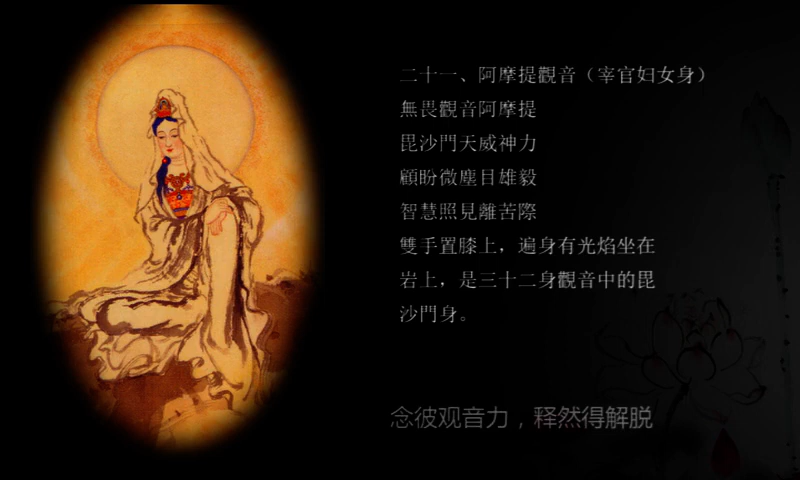 二十一、阿摩提觀音（宰官妇女身）
無畏觀音阿摩提
毘沙門天威神力
顧盼微塵目雄毅
智慧照見離苦際
雙手置膝上，遍身有光焰坐在
岩上，是三十二身觀音中的毘
沙門身。
念彼观音力，释然得解脱